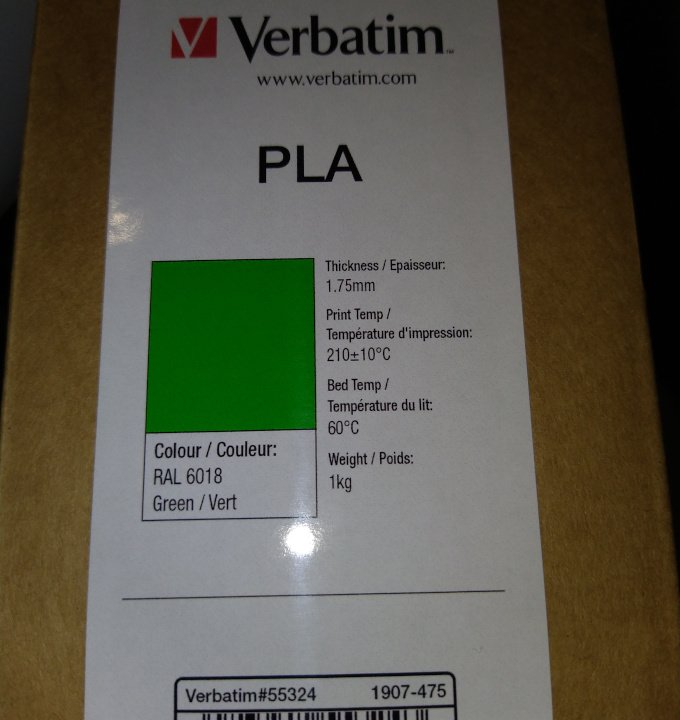 Verbatim™
www.verbatim.com
PLA
Thickness / Epaisseur:
1.75mm
Print Temp /
Température d'impression:
210±10°C
Bed Temp /
Température du lit:
60°C
Weight / Poids:
1kg
Colour / Couleur:
RAL 6018
Green / Vert
Verbatim#55324 1907-475